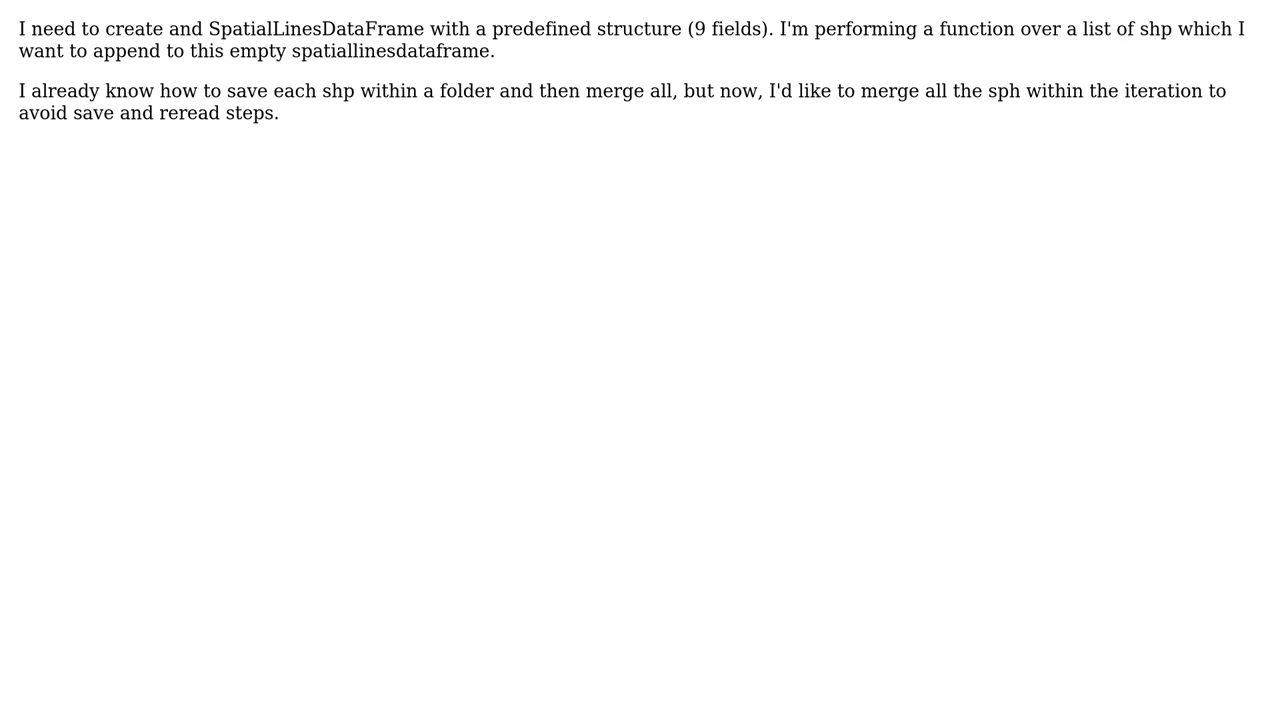 I need to create and SpatialLinesDataFrame with a predefined structure (9 fields). I'm performing a function over a list of shp which I
want to append to this empty spatiallinesdataframe.
I already know how to save each shp within a folder and then merge all, but now, I'd like to merge all the sph within the iteration to
avoid save and reread steps.